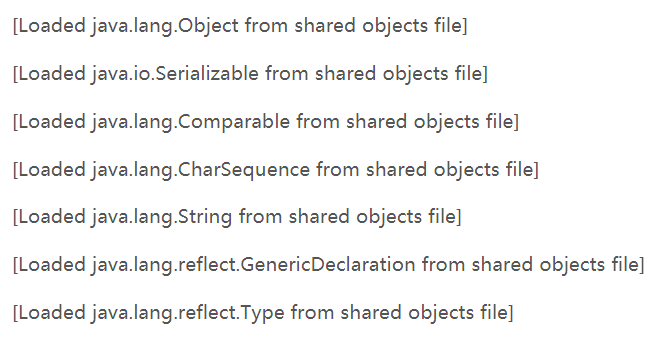 [Loaded java.lang.Object from shared objects file]
[Loaded java.io.Serializable from shared objects file]
[Loaded java.lang.Comparable from shared objects file]
[Loaded java.lang.CharSequence from shared objects file]
[Loaded java.lang.String from shared objects file]
[Loaded java.lang.reflect.GenericDeclaration from shared objects file]
[Loaded java.lang.reflect.Type from shared objects file]